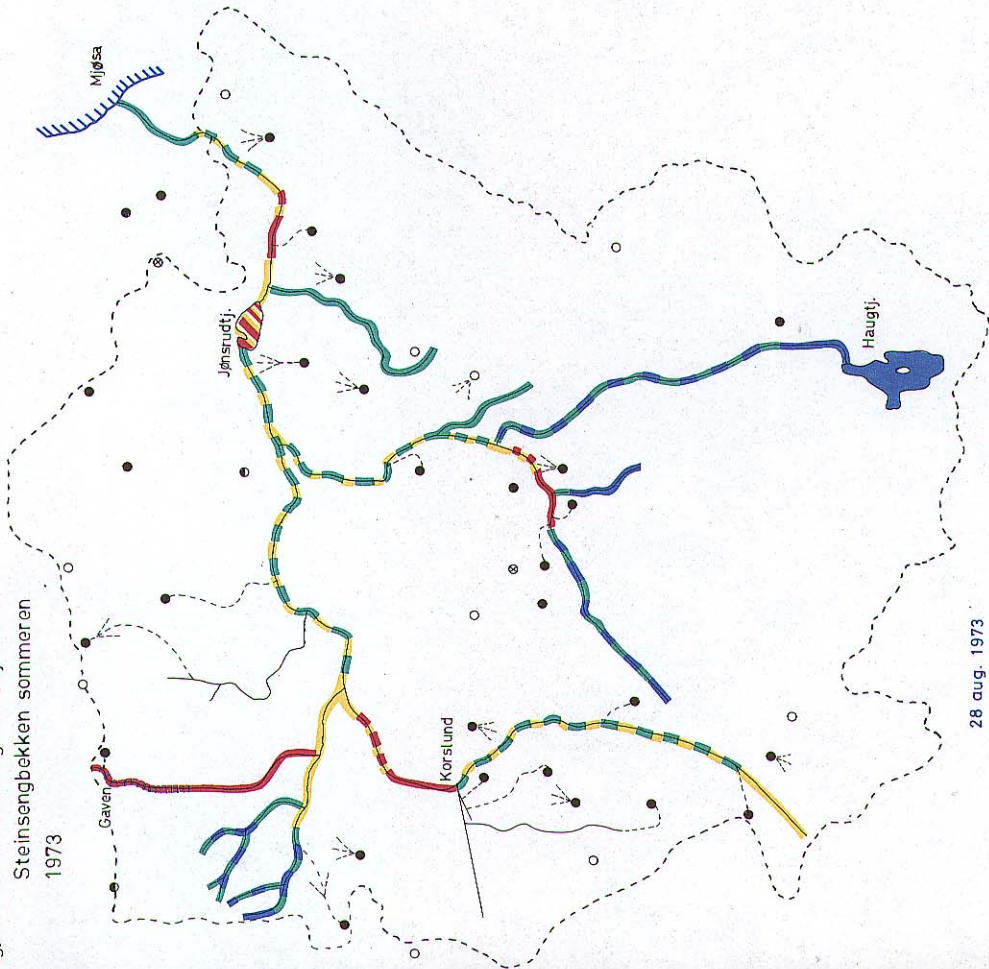 Steinsengbekken sommeren
1973
Mjøsa
Jønsrudtj.
Gaven
Korslund
Haugtj.
28 aug. 1973